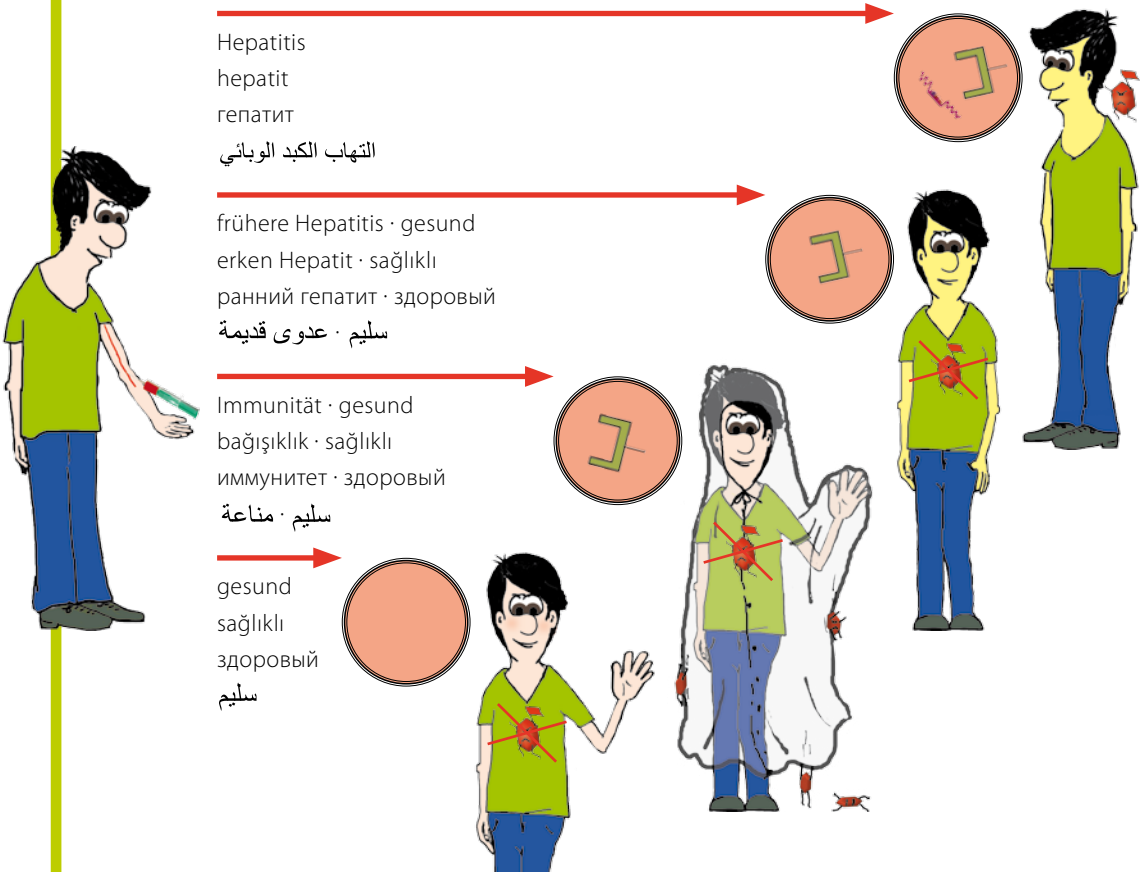 Hepatitis
hepatit
гепатит
التهاب الكبد الوبائي
frühere Hepatitis · gesund
erken Hepatit · sağlıklı
ранний гепатит · здоровый
سليم · عدوى قديمة
Immunität · gesund
bağışıklık · sağlıklı
иммунитет · здоровый
سليم · مناعة
gesund
sağlıklı
здоровый
سليم